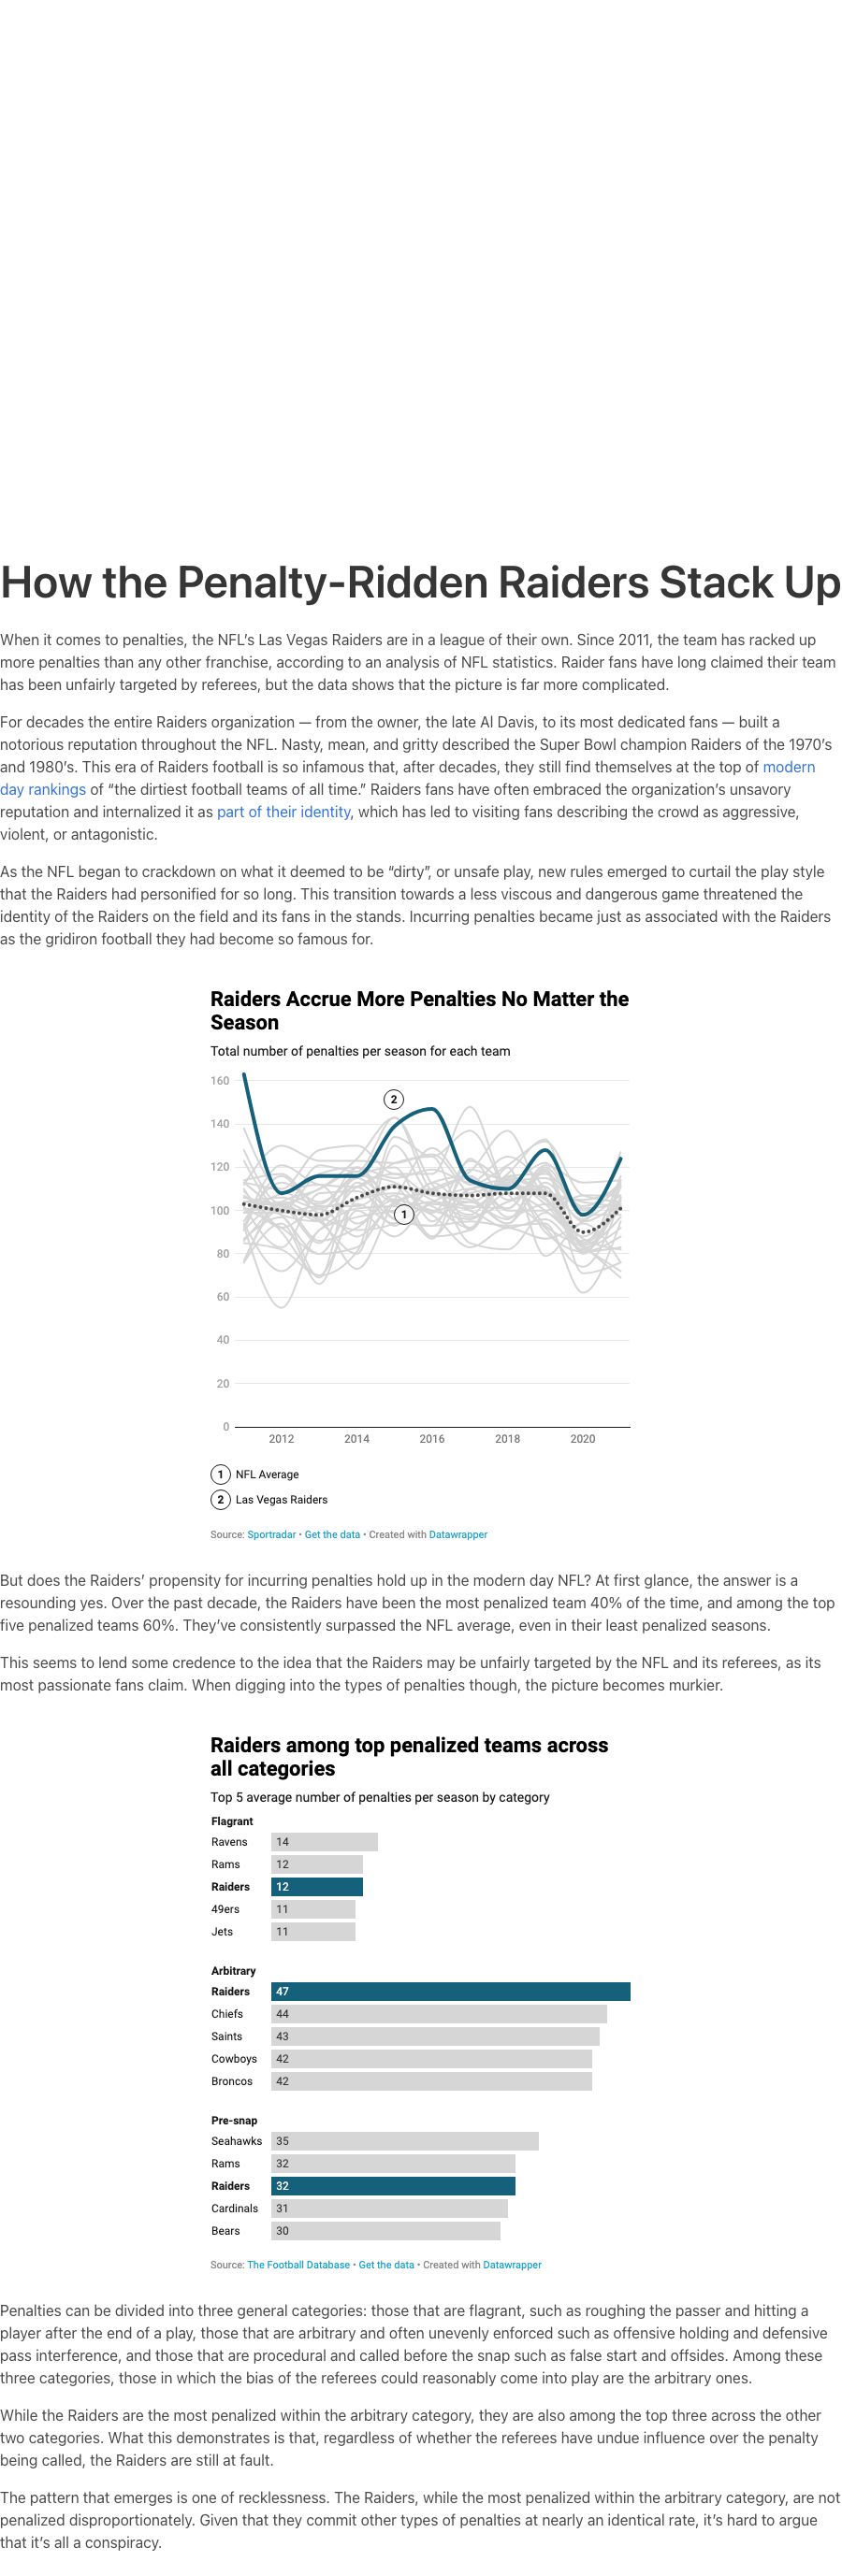 How the Penalty-Ridden Raiders Stack Up
When it comes to penalties, the NFL’s Las Vegas Raiders are in a league of their own. Since 2011, the team has racked up
more penalties than any other franchise, according to an analysis of NFL statistics. Raider fans have long claimed their team
has been unfairly targeted by referees, but the data shows that the picture is far more complicated.
For decades the entire Raiders organization — from the owner, the late Al Davis, to its most dedicated fans — built a
notorious reputation throughout the NFL. Nasty, mean, and gritty described the Super Bowl champion Raiders of the 1970’s
and 1980’s. This era of Raiders football is so infamous that, after decades, they still find themselves at the top of modern
day rankings of “the dirtiest football teams of all time.” Raiders fans have often embraced the organization’s unsavory
reputation and internalized it as part of their identity, which has led to visiting fans describing the crowd as aggressive,
violent, or antagonistic.
As the NFL began to crackdown on what it deemed to be “dirty”, or unsafe play, new rules emerged to curtail the play style
that the Raiders had personified for so long. This transition towards a less viscous and dangerous game threatened the
identity of the Raiders on the field and its fans in the stands. Incurring penalties became just as associated with the Raiders
as the gridiron football they had become so famous for.
Raiders Accrue More Penalties No Matter the
Season
Total number of penalties per season for each team
160
2
140
120
100
1
80
60
40
20
0
2012 2014 2016 2018 2020
1 NFL Average
2 Las Vegas Raiders
Source: Sportradar • Get the data • Created with Datawrapper
But does the Raiders’ propensity for incurring penalties hold up in the modern day NFL? At first glance, the answer is a
resounding yes. Over the past decade, the Raiders have been the most penalized team 40% of the time, and among the top
five penalized teams 60%. They’ve consistently surpassed the NFL average, even in their least penalized seasons.
This seems to lend some credence to the idea that the Raiders may be unfairly targeted by the NFL and its referees, as its
most passionate fans claim. When digging into the types of penalties though, the picture becomes murkier.
Raiders among top penalized teams across
all categories
Top 5 average number of penalties per season by category
Flagrant
Ravens 14
Rams 12
Raiders 12
49ers 11
Jets 11
Arbitrary
Raiders 47
Chiefs 44
Saints 43
Cowboys 42
Broncos 42
Pre-snap
Seahawks 35
Rams 32
Raiders 32
Cardinals 31
Bears 30
Source: The Football Database • Get the data • Created with Datawrapper
Penalties can be divided into three general categories: those that are flagrant, such as roughing the passer and hitting a
player after the end of a play, those that are arbitrary and often unevenly enforced such as offensive holding and defensive
pass interference, and those that are procedural and called before the snap such as false start and offsides. Among these
three categories, those in which the bias of the referees could reasonably come into play are the arbitrary ones.
While the Raiders are the most penalized within the arbitrary category, they are also among the top three across the other
two categories. What this demonstrates is that, regardless of whether the referees have undue influence over the penalty
being called, the Raiders are still at fault.
The pattern that emerges is one of recklessness. The Raiders, while the most penalized within the arbitrary category, are not
penalized disproportionately. Given that they commit other types of penalties at nearly an identical rate, it’s hard to argue
that it’s all a conspiracy.